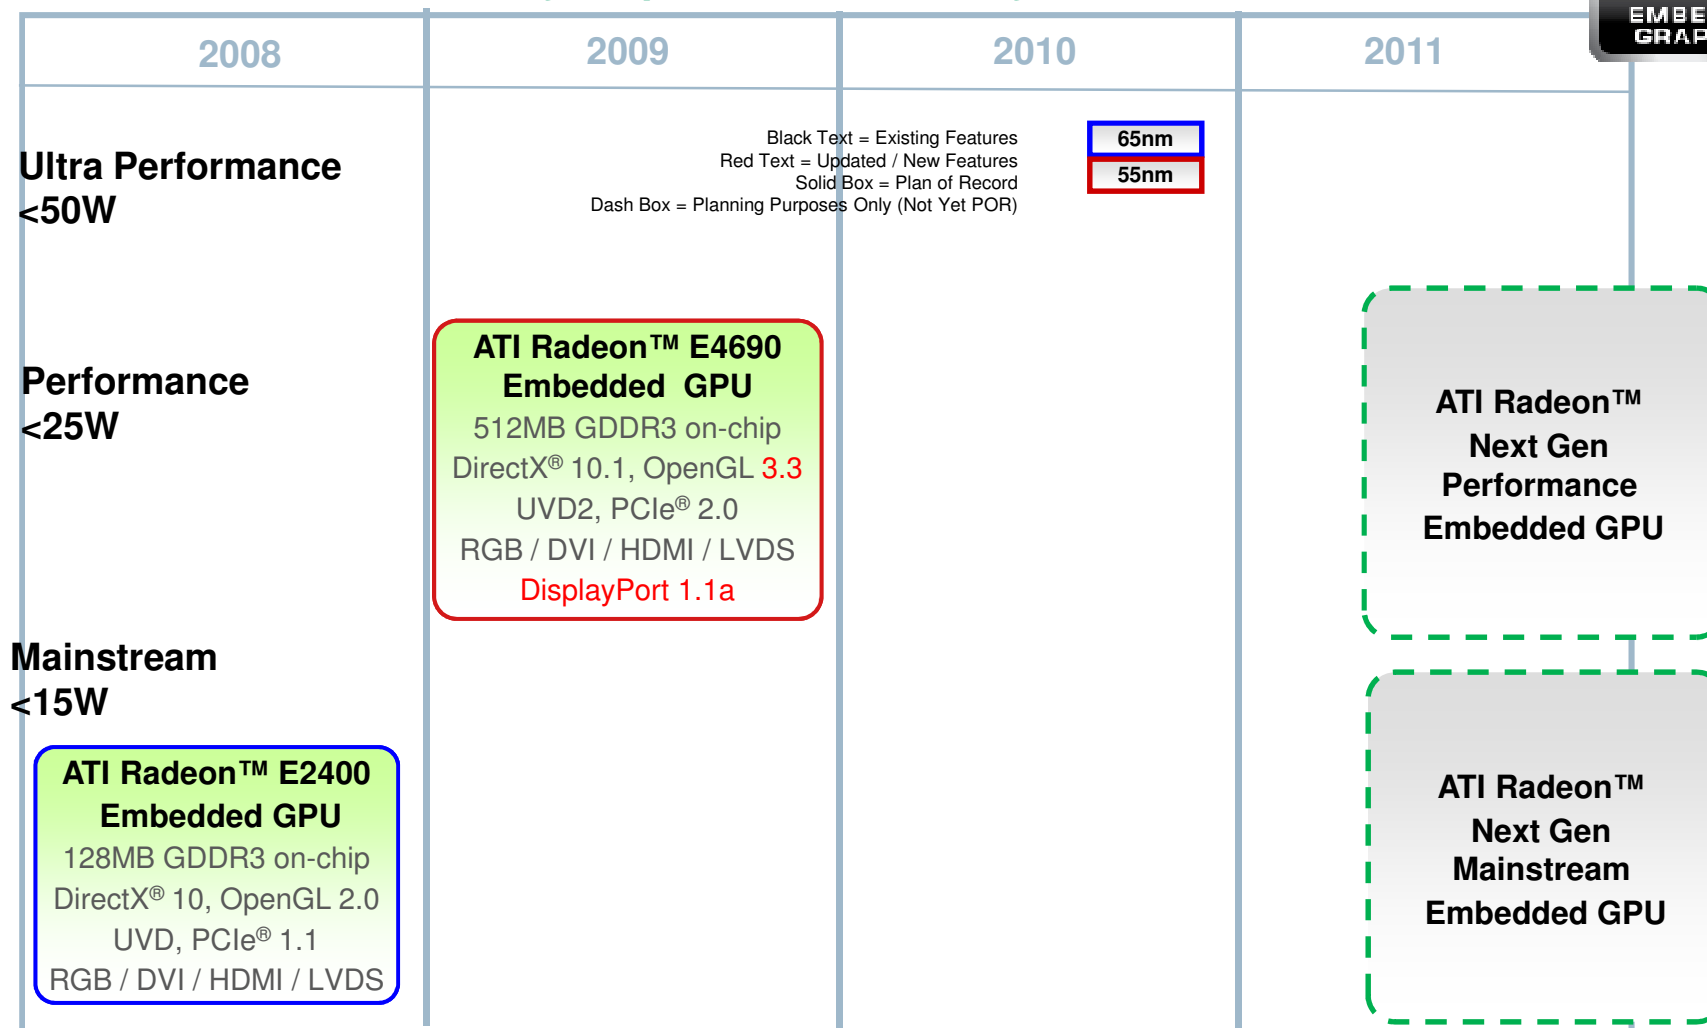 EMBE
GRAP
2008
2009
2010
2011
Black Text = Existing Features
Red Text = Updated / New Features
Solid Box = Plan of Record
Dash Box = Planning Purposes Only (Not Yet POR)
65nm
55nm
Ultra Performance
<50W
Performance
<25W
ATI Radeon™ E4690
Embedded GPU
512MB GDDR3 on-chip
DirectX® 10.1, OpenGL 3.3
UVD2, PCIe® 2.0
RGB / DVI / HDMI / LVDS
DisplayPort 1.1a
ATI Radeon™
Next Gen
Performance
Embedded GPU
Mainstream
<15W
ATI Radeon™ E2400
Embedded GPU
128MB GDDR3 on-chip
DirectX® 10, OpenGL 2.0
UVD, PCIe® 1.1
RGB / DVI / HDMI / LVDS
ATI Radeon™
Next Gen
Mainstream
Embedded GPU